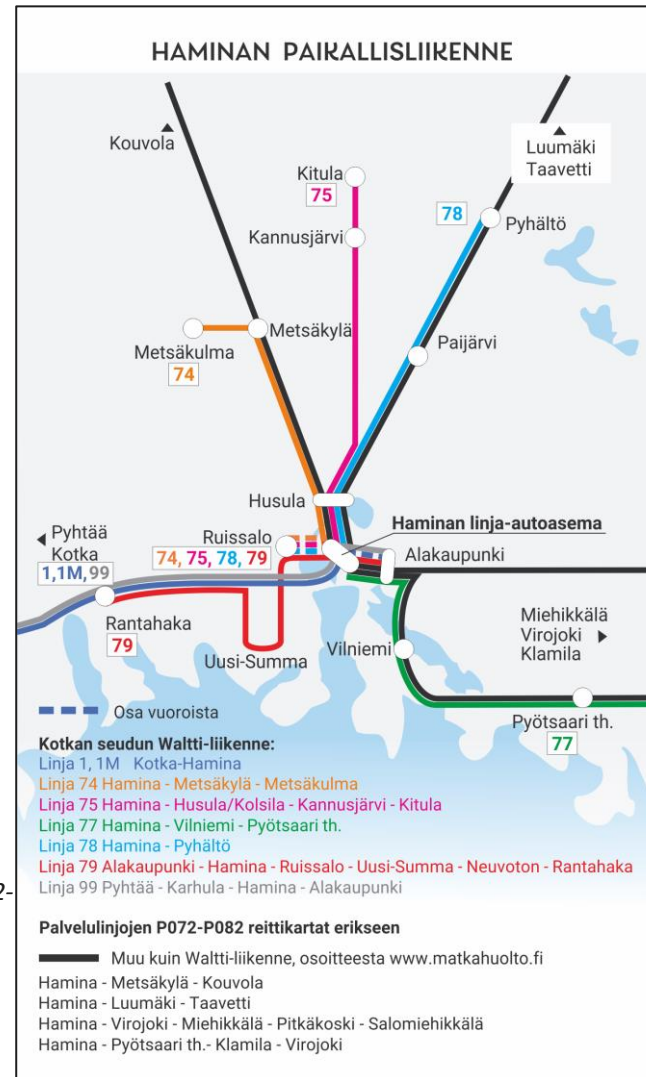 HAMINAN PAIKALLISLIIKENNE
Kouvola
Luumäki
Taavetti
Kitula
75
78
Pyhältö
Kannusjärvi
Metsäkylä
Metsäkulma
74
Paijärvi
Husula
Haminan linja-autoasema
Pyhtää
Kotka
1,1M,99
Ruissalo
74, 75, 78, 79
Alakaupunki
Rantahaka
79
Uusi-Summa
Vilniemi
Miehikkälä
Virojoki
Klamila
Pyötsaari th.
77
Osa vuoroista
Kotkan seudun Waltti-liikenne:
Linja 1, 1M Kotka-Hamina
Linja 74 Hamina - Metsäkylä - Metsäkulma
Linja 75 Hamina - Husula/Kolsila - Kannusjärvi - Kitula
Linja 77 Hamina - Vilniemi - Pyötsaari th.
Linja 78 Hamina - Pyhältö
Linja 79 Alakaupunki - Hamina - Ruissalo - Uusi-Summa - Neuvoton - Rantahaka
Linja 99 Pyhtää - Karhula - Hamina - Alakaupunki
2-
Palvelulinjojen P072-P082 reittikartat erikseen
Muu kuin Waltti-liikenne, osoitteesta www.matkahuolto.fi
Hamina - Metsäkylä - Kouvola
Hamina - Luumäki - Taavetti
Hamina - Virojoki - Miehikkälä - Pitkäkoski - Salomiehikkälä
Hamina - Pyötsaari th.- Klamila - Virojoki